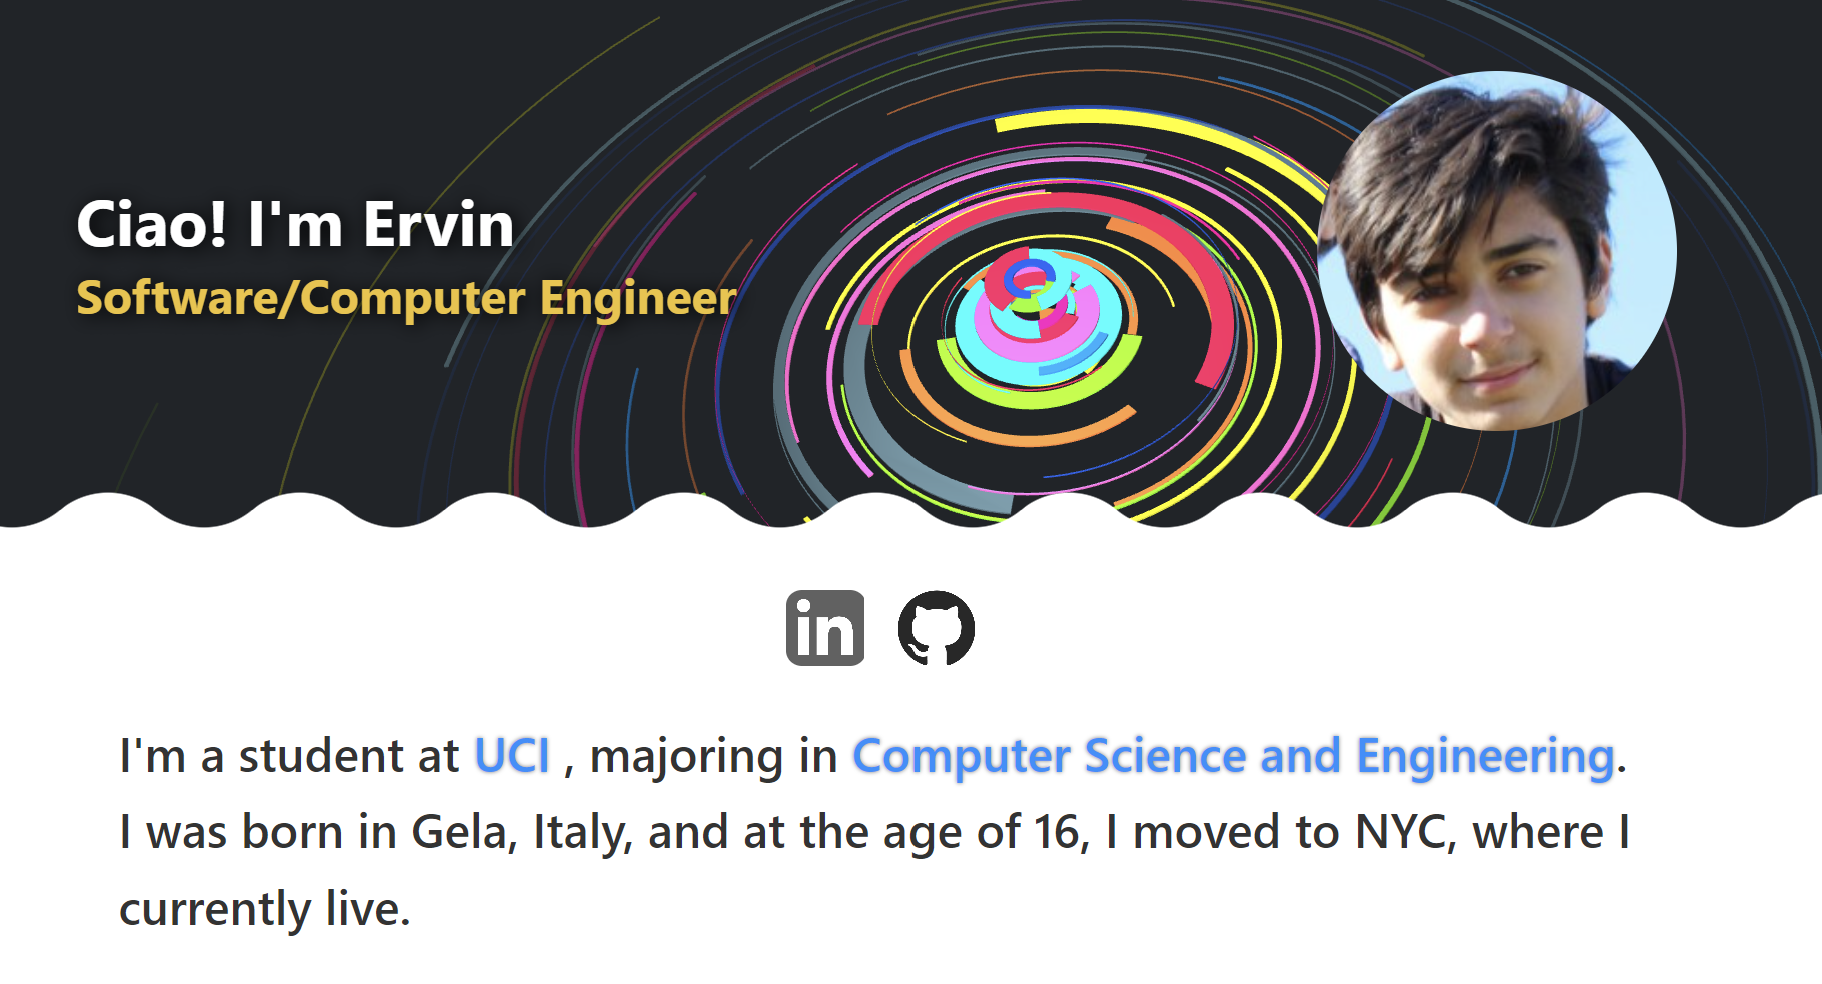 Ciao! I'm Ervin
Software/Computer Engineer
in
I'm a student at UCI , majoring in Computer Science and Engineering.
I was born in Gela, Italy, and at the age of 16, I moved to NYC, where I
currently live.